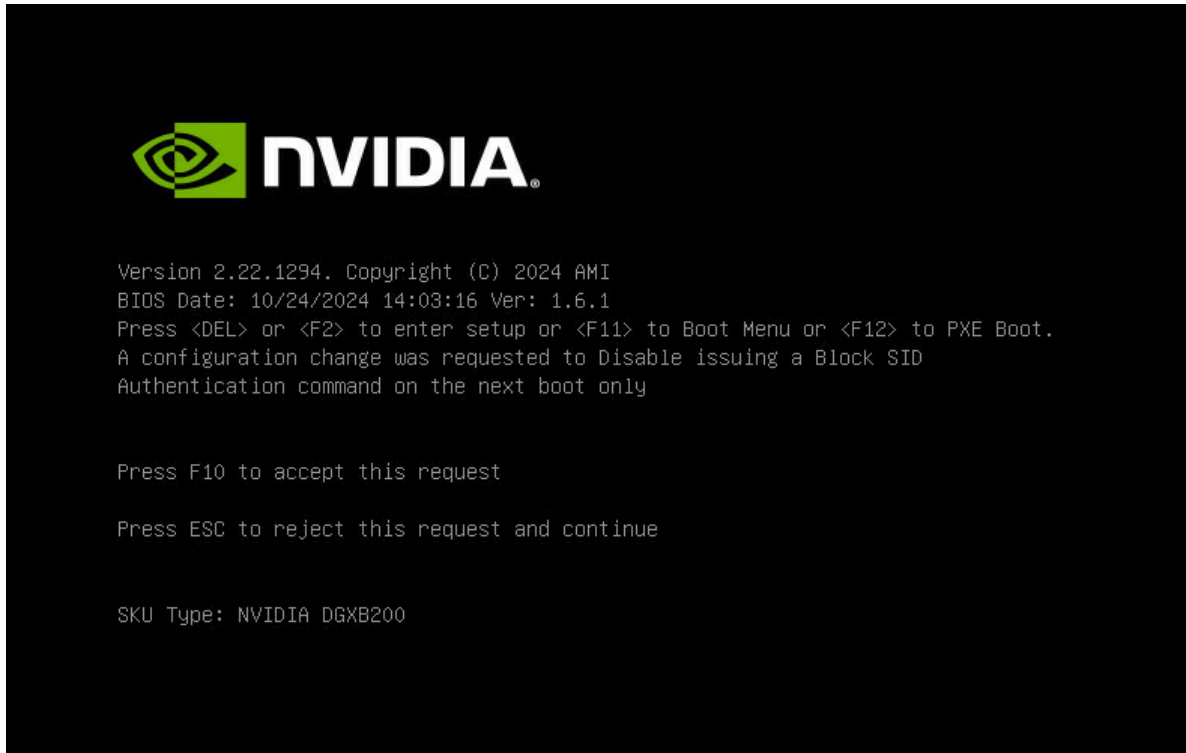 NVIDIA.
Version 2.22.1294. Copyright (C) 2024 AMI
BIOS Date: 10/24/2024 14:03:16 Ver: 1.6.1
Press <DEL> or <F2> to enter setup or <F11> to Boot Menu or <F12> to PXE Boot.
A configuration change was requested to Disable issuing a Block SID
Authentication command on the next boot only
Press F10 to accept this request
Press ESC to reject this request and continue
SKU Type: NVIDIA DGXB200